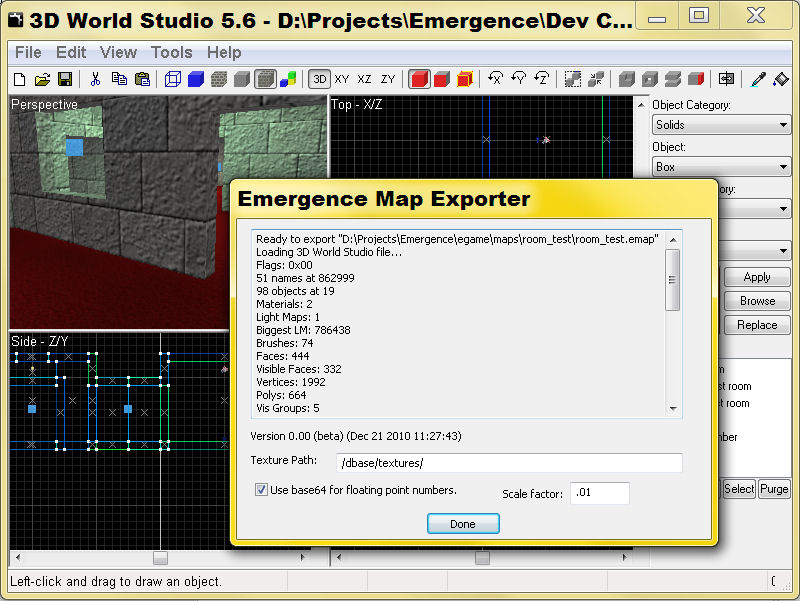 3D World Studio 5.6 - D:\Projects\Emergence\Dev C...
File Edit View Tools Help
3D XY XZ ZY
Perspective
Top - X/Z
Object Category:
Solids
Object:
Box
ory:
Emergence Map Exporter
Ready to export "D:\Projects\Emergence\egame\maps\room_test\room_test.emap"
Loading 3D World Studio file...
Flags: 0x00
51 names at 862999
98 objects at 19
Materials: 2
Light Maps: 1
Biggest LM: 786438
Brushes: 74
Faces: 444
Visible Faces: 332
Vertices: 1992
Polys: 664
Vis Groups: 5
Version 0.00 (beta) (Dec 21 2010 11:27:43)
Texture Path: /dbase/textures/
Use base64 for floating point numbers.
Scale factor: .01
Done
Apply
Browse
Replace
Side - Z/Y
m
st room
st room
mber
Select Purge
Left-click and drag to draw an object.